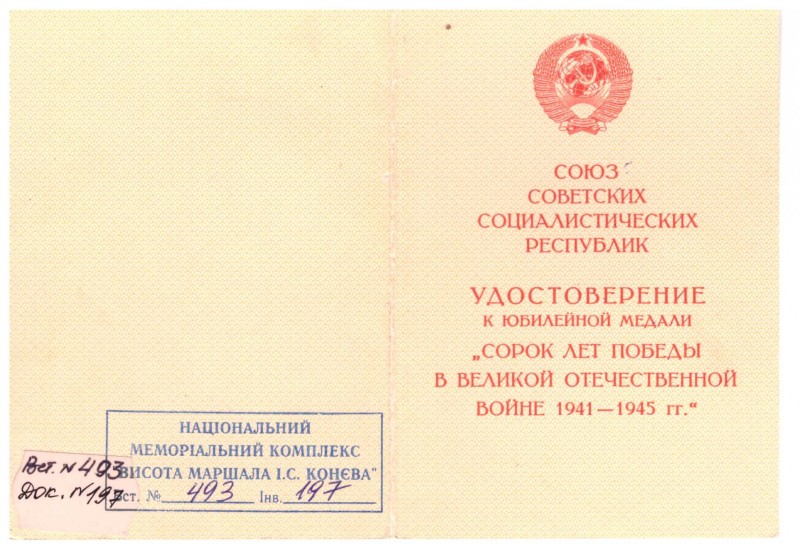 СОЮЗ
СОВЕТСКИХ
СОЦИАЛИСТИЧЕСКИХ
РЕСПУБЛИК
УДОСТОВЕРЕНИЕ
К ЮБИЛЕЙНОЙ МЕДАЛИ
„СОРОК ЛЕТ ПОБЕДЫ
В ВЕЛИКОЙ ОТЕЧЕСТВЕННОЙ
ВОЙНЕ 1941—1945 гг.“
НАЦІОНАЛЬНИЙ
МЕМОРІАЛЬНИЙ КОМПЛЕКС
ВИСОТА МАРШАЛА І.С. КОНЄВА"
Вст. № 493 Інв. 197
Вст. N 493
Док. N 197